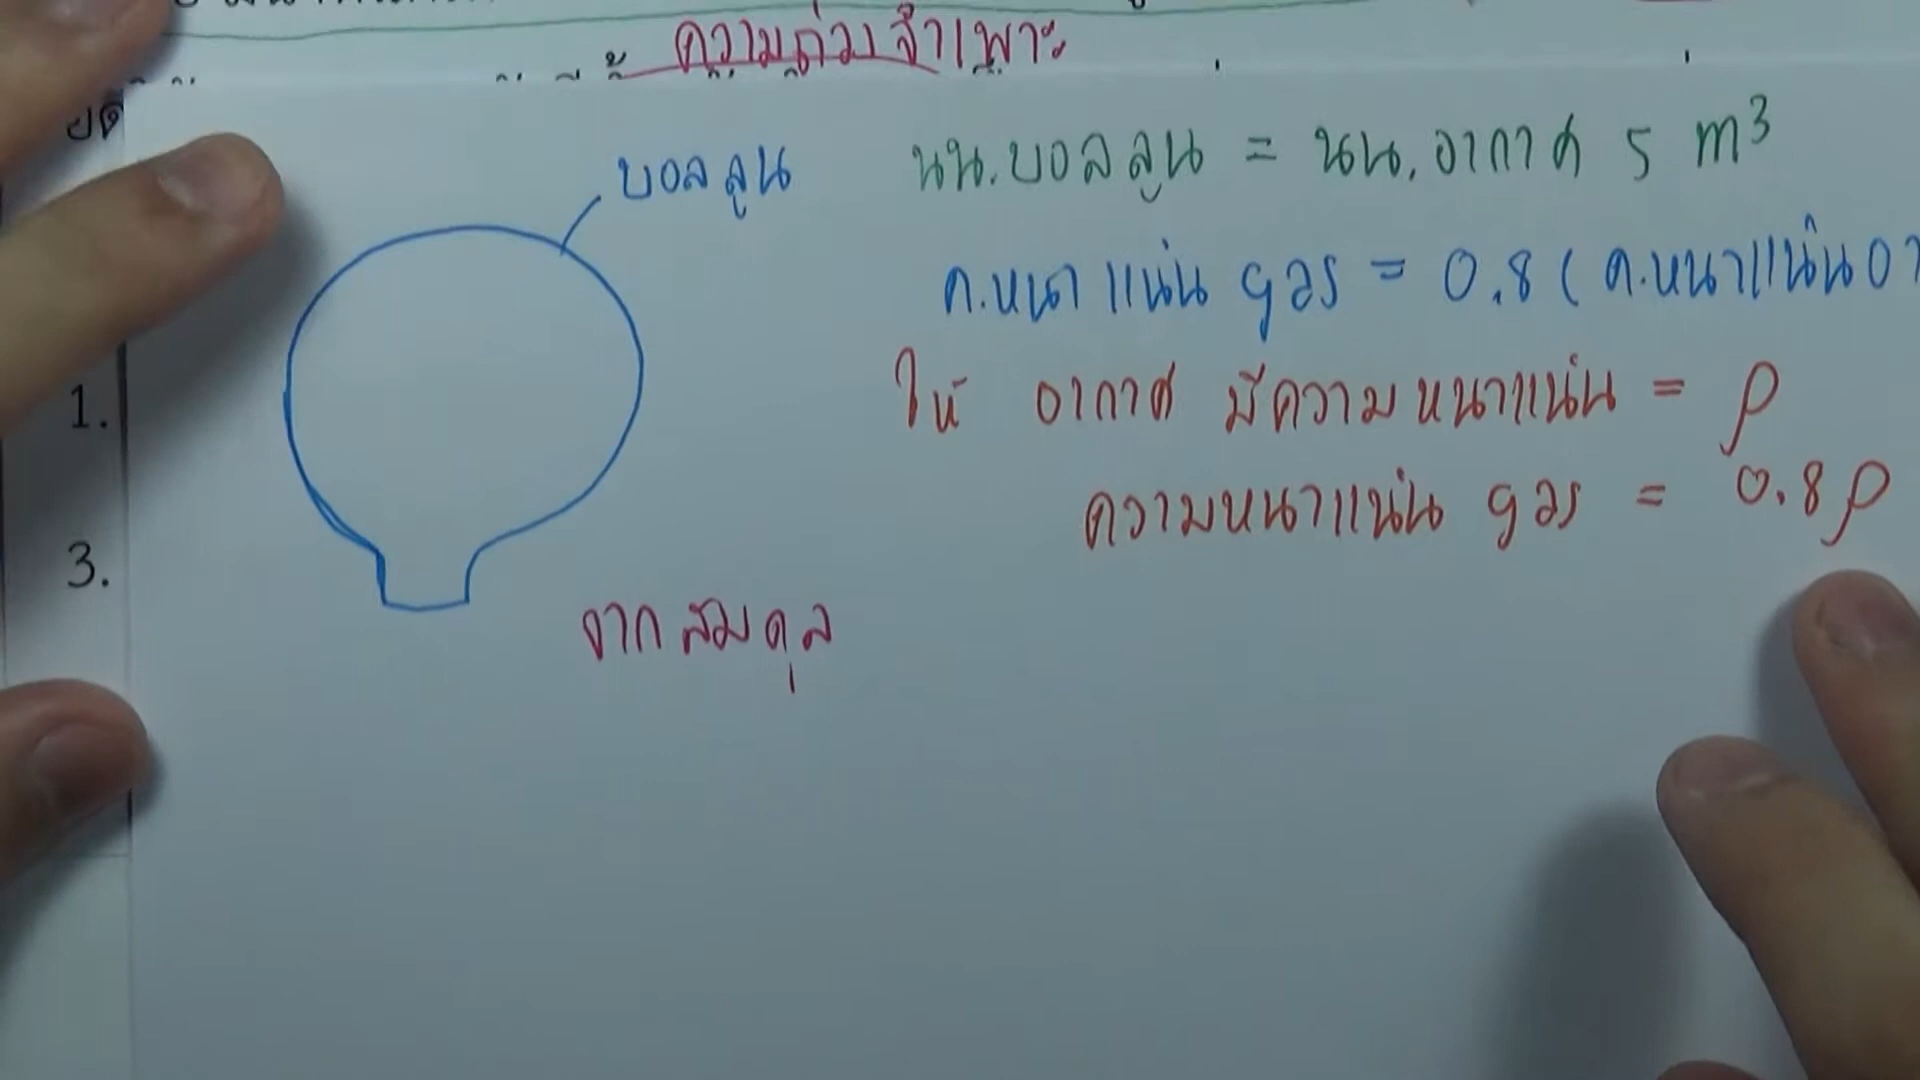 ความถ่วงจำเพาะ
บอลลูน
นน.บอลลูน = นน.อากาศ 5 m³
ค.หนาแน่น gas = 0.8 ( ค.หนาแน่น
ให้ อากาศ มีความหนาแน่น = ρ
1.
ความหนาแน่น gas = 0.8ρ
3.
จากสมดุล